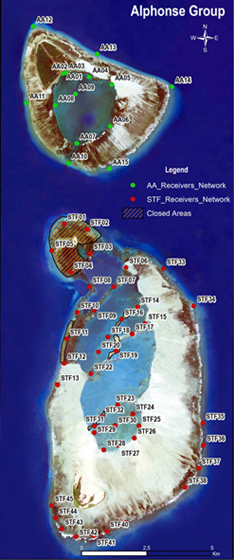 Alphonse Group
N
W E
S
AA12
AA13
AA02 AA03
AA01 AA04
AA05
AA14
AA09
AA11
AA08
AA06
AA07
AA10
AA15
Legend
AA_Receivers_Network
STF_Receivers_Network
Closed Areas
STF01
STF02
STF05
STF03
STF04
STF06
STF33
STF08
STF07
STF34
STF14
STF10
STF09
STF16
STF15
STF11
STF18
STF17
STF20
STF12
STF19
STF22
STF13
STF23
STF32
STF24
STF31
STF30
STF25
STF35
STF29
STF26
STF36
STF28
STF27
STF37
STF38
STF45
STF44
STF43
STF40
STF42
STF41
0 2.5 5
Km